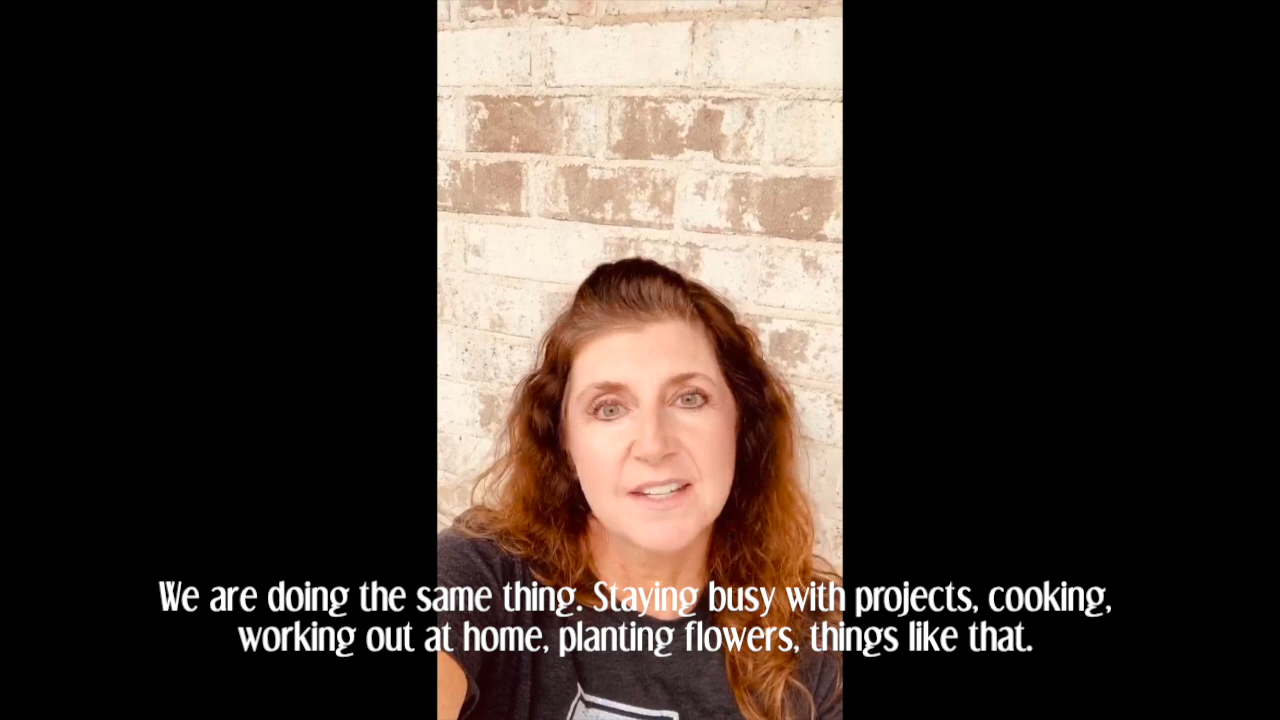 We are doing the same thing. Staying busy with projects, cooking,
working out at home, planting flowers, things like that.